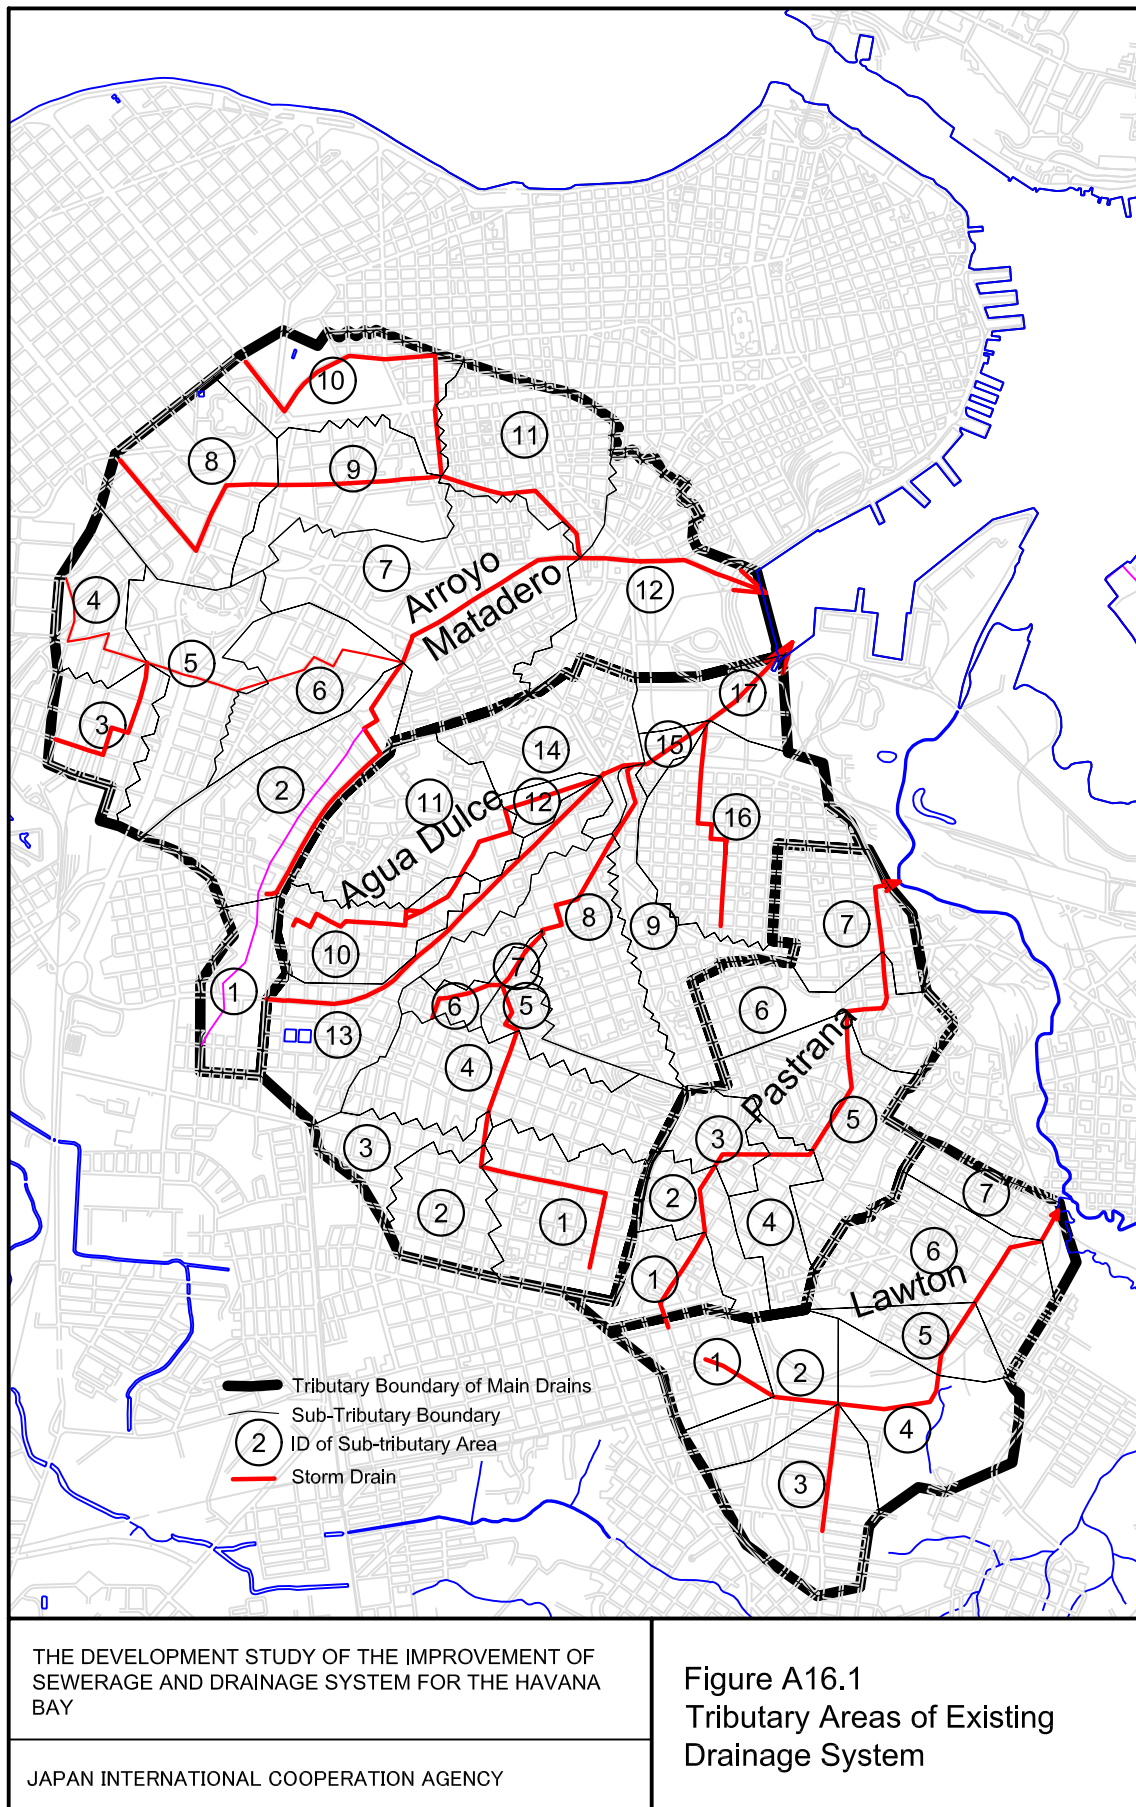 10
11
8
9
7
Arroyo
Matadero
12
4
5
6
3
17
14
15
2
11
12
16
Agua Dulce
8
9
7
10
7
1
6
5
6
13
4
Pastrana
5
3
3
2
2
4
1
7
6
1
Lawton
5
1
2
4
3
Tributary Boundary of Main Drains
Sub-Tributary Boundary
2 ID of Sub-tributary Area
Storm Drain
THE DEVELOPMENT STUDY OF THE IMPROVEMENT OF
SEWERAGE AND DRAINAGE SYSTEM FOR THE HAVANA
BAY
JAPAN INTERNATIONAL COOPERATION AGENCY
Figure A16.1
Tributary Areas of Existing
Drainage System